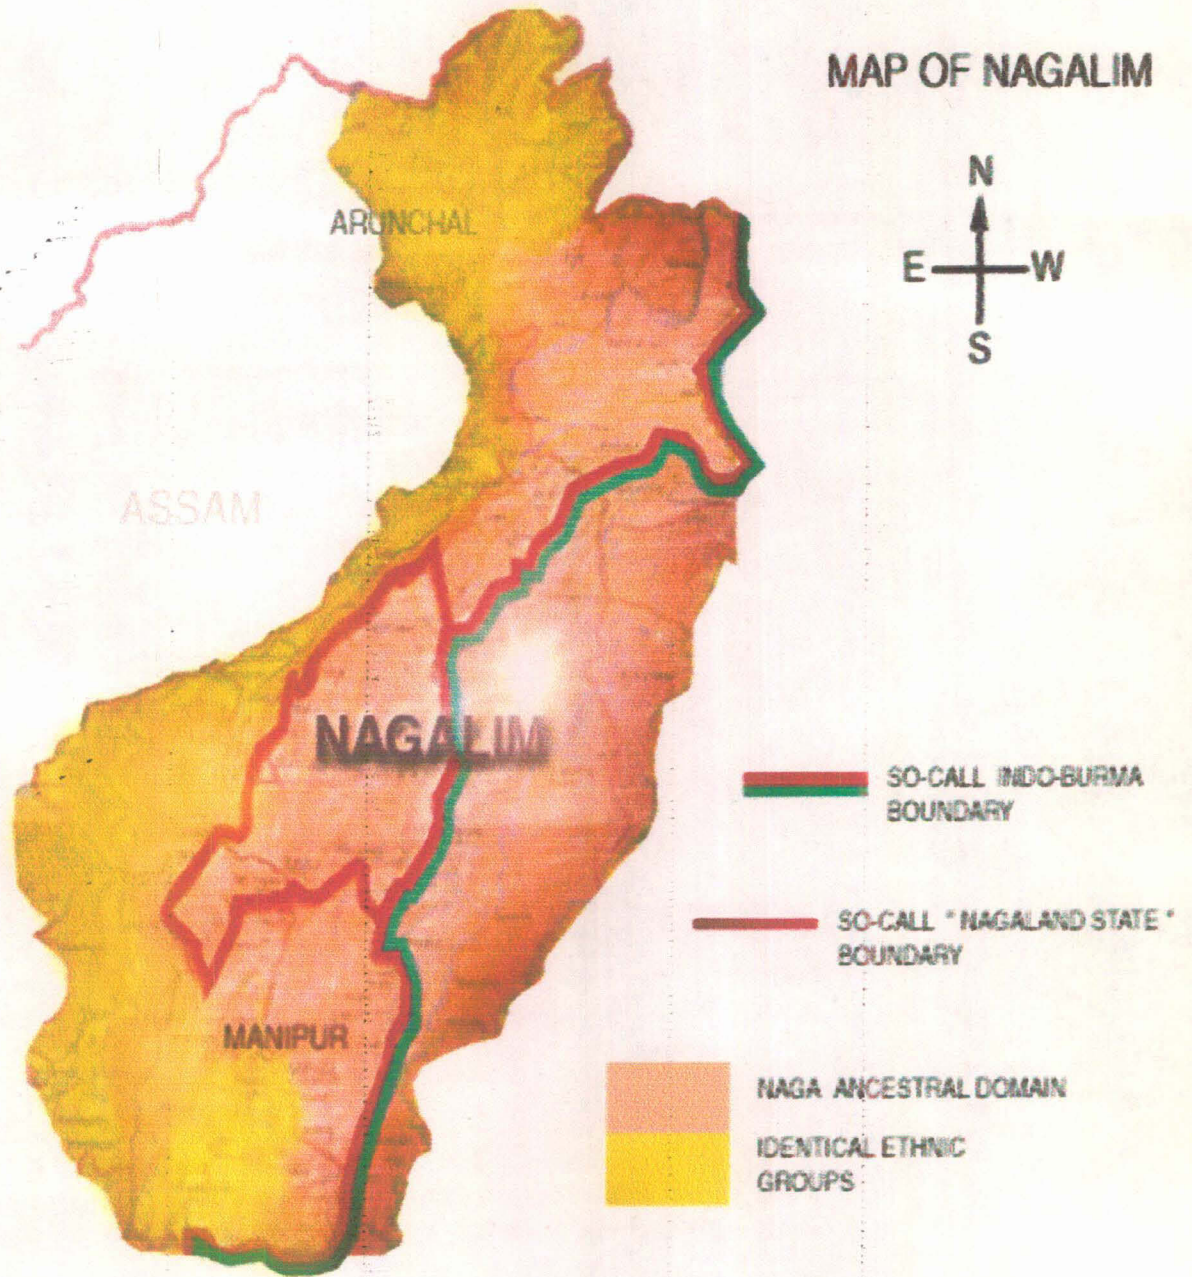 MAP OF NAGALIM
N
E W
S
ARUNCHAL
ASSAM
NAGALIM
SO-CALL INDO-BURMA
BOUNDARY
SO-CALL "NAGALAND STATE"
BOUNDARY
MANIPUR
NAGA ANCESTRAL DOMAIN
IDENTICAL ETHNIC
GROUPS